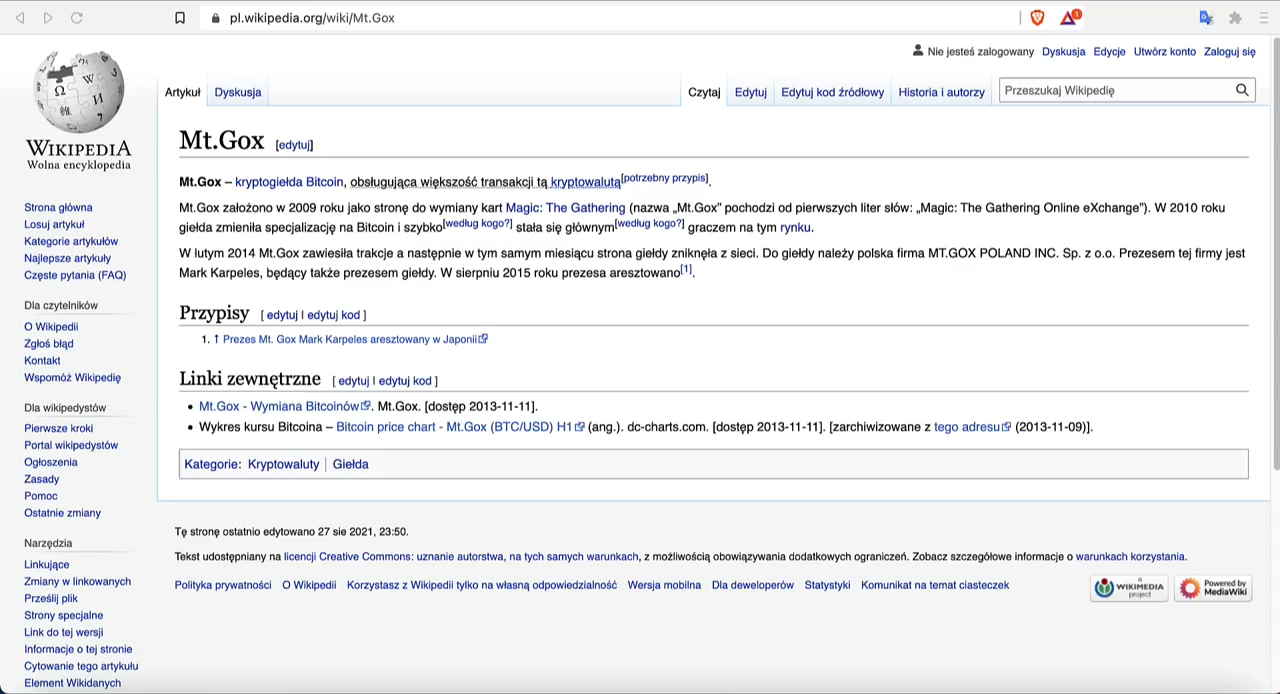 pl.wikipedia.org/wiki/Mt.Gox
1
Nie jesteś zalogowany Dyskusja Edycje Utwórz konto Zaloguj się
Artykuł Dyskusja Czytaj Edytuj Edytuj kod źródłowy Historia i autorzy Przeszukaj Wikipedię
WIKIPEDIA
Wolna encyklopedia
Mt.Gox [edytuj]
Mt.Gox – kryptogiełda Bitcoin, obsługująca większość transakcji tą kryptowalutą[potrzebny przypis].
Mt.Gox założono w 2009 roku jako stronę do wymiany kart Magic: The Gathering (nazwa „Mt.Gox” pochodzi od pierwszych liter słów: „Magic: The Gathering Online eXchange”). W 2010 roku
giełda zmieniła specjalizację na Bitcoin i szybko[według kogo?] stała się głównym[według kogo?] graczem na tym rynku.
W lutym 2014 Mt.Gox zawiesiła trakcje a następnie w tym samym miesiącu strona giełdy zniknęła z sieci. Do giełdy należy polska firma MT.GOX POLAND INC. Sp. z o.o. Prezesem tej firmy jest
Mark Karpeles, będący także prezesem giełdy. W sierpniu 2015 roku prezesa aresztowano[1].
Przypisy [ edytuj | edytuj kod ]
1. ↑ Prezes Mt. Gox Mark Karpeles aresztowany w Japonii
Linki zewnętrzne [ edytuj | edytuj kod ]
• Mt.Gox - Wymiana Bitcoinów. Mt.Gox. [dostęp 2013-11-11].
• Wykres kursu Bitcoina – Bitcoin price chart - Mt.Gox (BTC/USD) H1 (ang.). dc-charts.com. [dostęp 2013-11-11]. [zarchiwizowane z tego adresu (2013-11-09)].
Kategorie: Kryptowaluty | Giełda
Tę stronę ostatnio edytowano 27 sie 2021, 23:50.
Tekst udostępniany na licencji Creative Commons: uznanie autorstwa, na tych samych warunkach, z możliwością obowiązywania dodatkowych ograniczeń. Zobacz szczegółowe informacje o warunkach korzystania.
Polityka prywatności O Wikipedii Korzystasz z Wikipedii tylko na własną odpowiedzialność Wersja mobilna Dla deweloperów Statystyki Komunikat na temat ciasteczek
A WIKIMEDIA project
Powered by MediaWiki
Strona główna
Losuj artykuł
Kategorie artykułów
Najlepsze artykuły
Częste pytania (FAQ)
Dla czytelników
O Wikipedii
Zgłoś błąd
Kontakt
Wspomóż Wikipedię
Dla wikipedystów
Pierwsze kroki
Portal wikipedystów
Ogłoszenia
Zasady
Pomoc
Ostatnie zmiany
Narzędzia
Linkujące
Zmiany w linkowanych
Prześlij plik
Strony specjalne
Link do tej wersji
Informacje o tej stronie
Cytowanie tego artykułu
Element Wikidanych